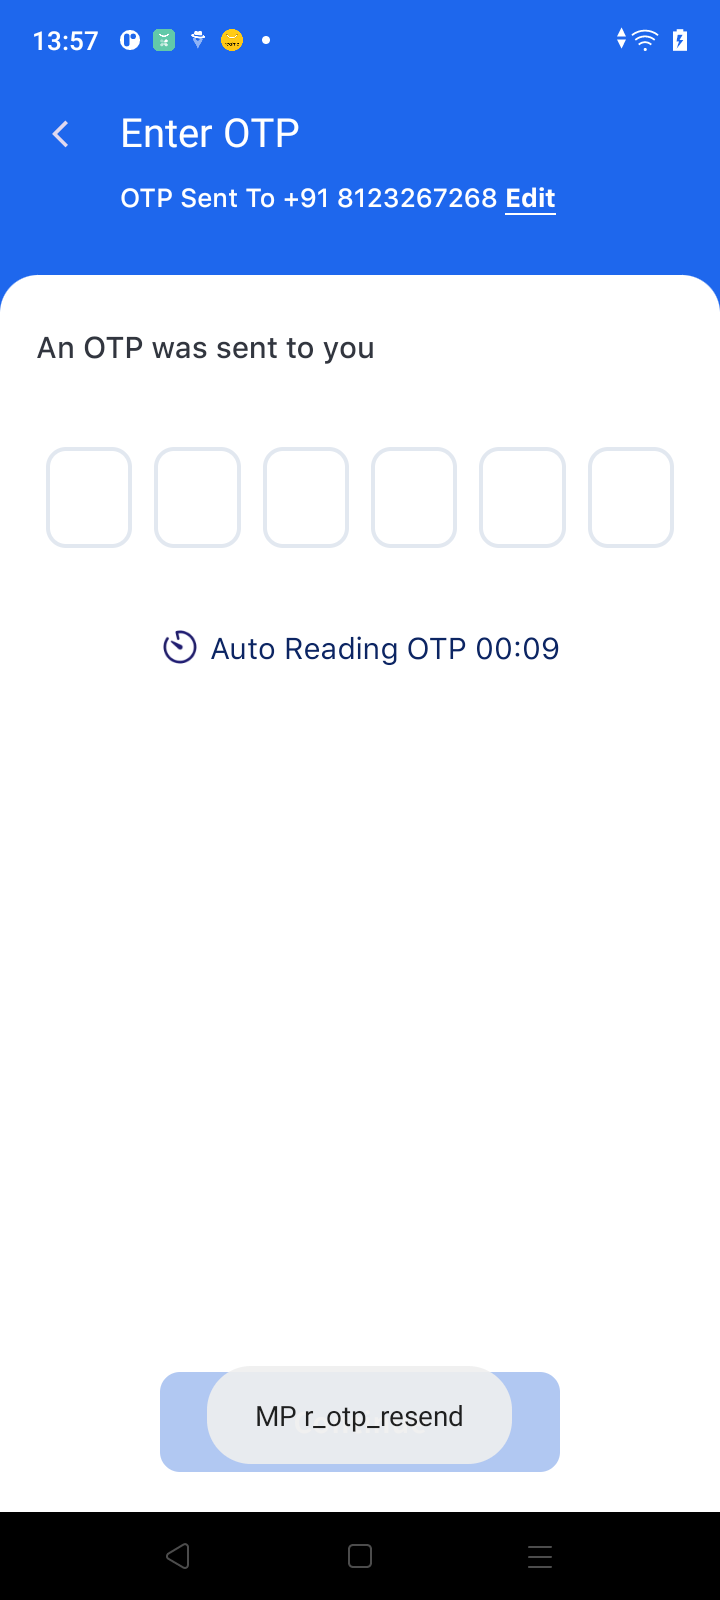 13:57
Enter OTP
OTP Sent To +91 8123267268 Edit
An OTP was sent to you
Auto Reading OTP 00:09
MP r_otp_resend